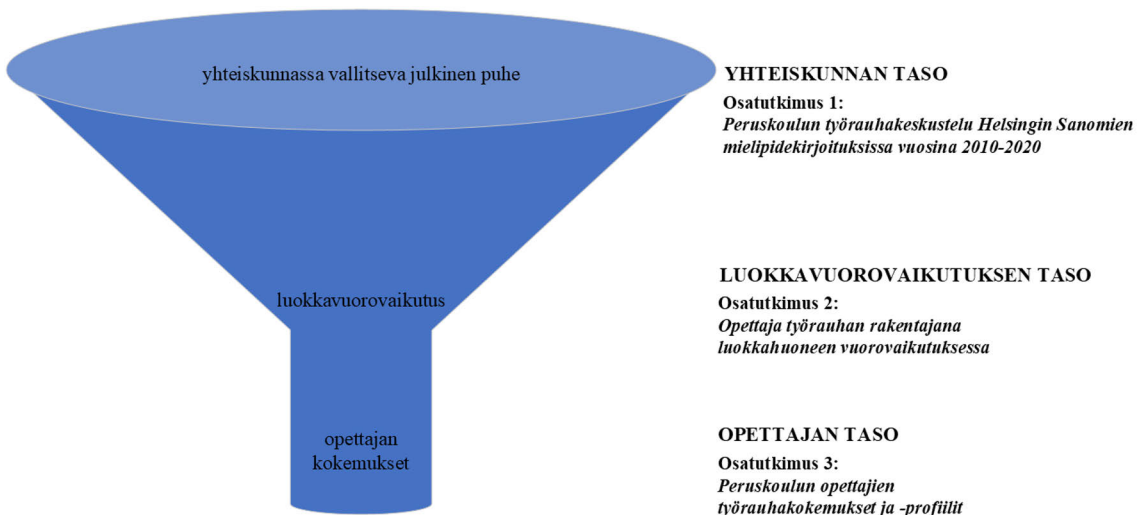 yhteiskunnassa vallitseva julkinen puhe
YHTEISKUNNAN TASO
Osatutkimus 1:
Peruskoulun työrauhakeskustelu Helsingin Sanomien
mielipidekirjoituksissa vuosina 2010-2020
luokkavuorovaikutus
LUOKKAVUOROVAIKUTUKSEN TASO
Osatutkimus 2:
Opettaja työrauhan rakentajana
luokkahuoneen vuorovaikutuksessa
opettajan
kokemukset
OPETTAJAN TASO
Osatutkimus 3:
Peruskoulun opettajien
työrauhakokemukset ja -profiilit